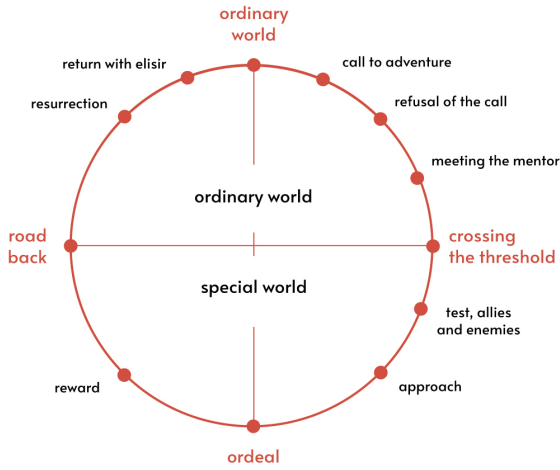 ordinary
world
return with elisir
call to adventure
resurrection
refusal of the call
meeting the mentor
ordinary world
road
back
crossing
the threshold
special world
test, allies
and enemies
reward
approach
ordeal